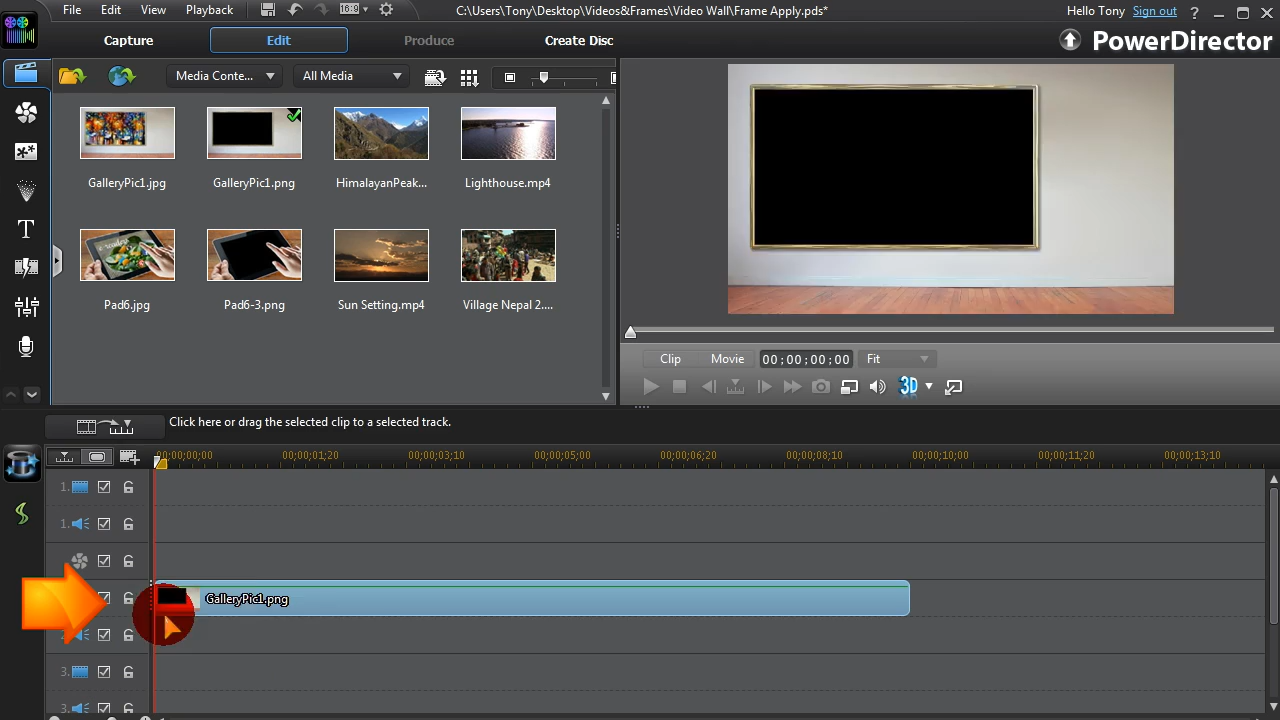 File Edit View Playback 16:9 C:\Users\Tony\Desktop\Videos&Frames\Video Wall\Frame Apply.pds* Hello Tony Sign out ?
Capture Edit Produce Create Disc PowerDirector
Media Conte... All Media
GalleryPic1.jpg GalleryPic1.png HimalayanPeak... Lighthouse.mp4
Pad6.jpg Pad6-3.png Sun Setting.mp4 Village Nepal 2....
Clip Movie 00;00;00;00 Fit
3D
Click here or drag the selected clip to a selected track.
00;00;00;00 00;00;01;20 00;00;03;10 00;00;05;00 00;00;06;20 00;00;08;10 00;00;10;00 00;00;11;20 00;00;13;10
1.
1.
GalleryPic1.png
2.
3.
3.